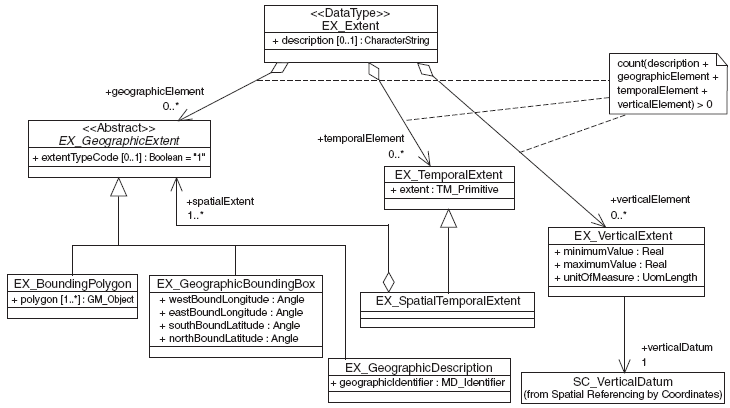 <<DataType>>
EX_Extent
+ description [0..1] : CharacterString
count(description +
geographicElement +
temporalElement +
verticalElement) > 0
+geographicElement
0..*
<<Abstract>>
EX_GeographicExtent
+ extentTypeCode [0..1] : Boolean = "1"
+temporalElement
0..*
EX_TemporalExtent
+ extent : TM_Primitive
+spatialExtent
1..*
+verticalElement
0..*
EX_VerticalExtent
+ minimumValue : Real
+ maximumValue : Real
+ unitOfMeasure : UomLength
EX_BoundingPolygon
+ polygon [1..*] : GM_Object
EX_GeographicBoundingBox
+ westBoundLongitude : Angle
+ eastBoundLongitude : Angle
+ southBoundLatitude : Angle
+ northBoundLatitude : Angle
EX_SpatialTemporalExtent
+verticalDatum
1
EX_GeographicDescription
+ geographicIdentifier : MD_Identifier
SC_VerticalDatum
(from Spatial Referencing by Coordinates)